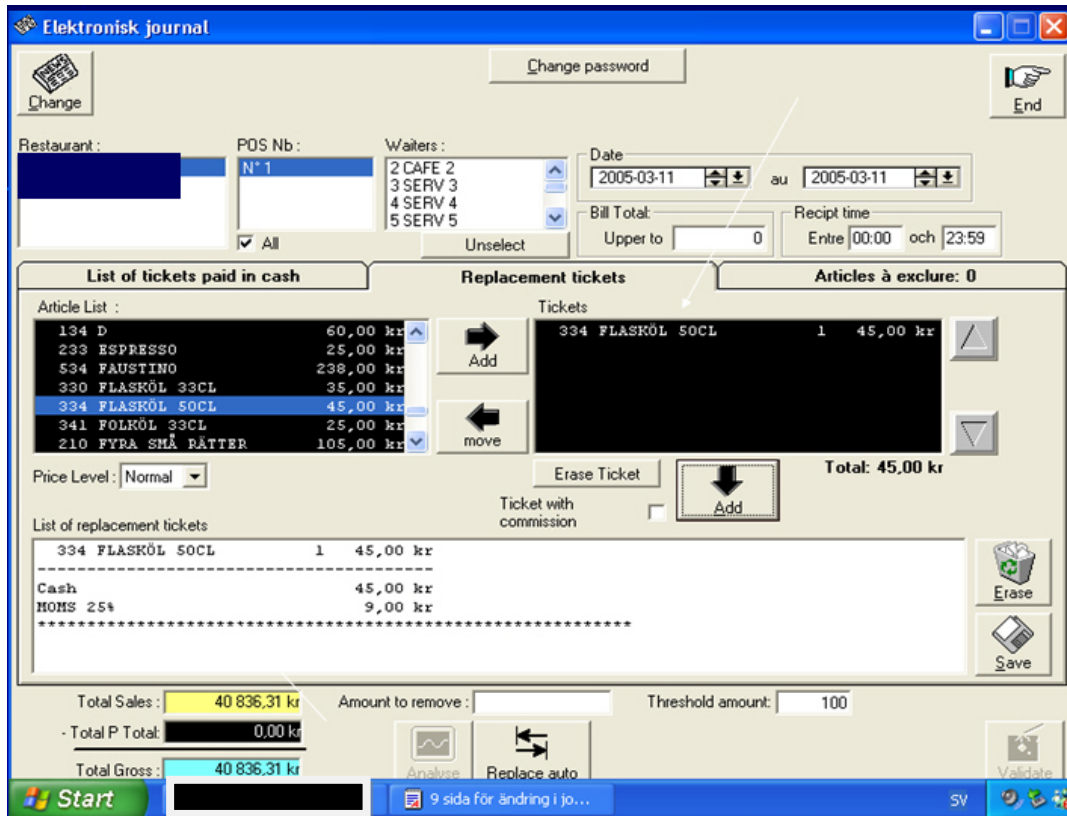 Elektronisk journal
Change
Change password
End
Restaurant :
POS Nb :
Waiters :
N° 1
2 CAFE 2
3 SERV 3
4 SERV 4
5 SERV 5
Date
2005-03-11 au 2005-03-11
Bill Total:
Upper to 0
Recipt time
Entre 00:00 och 23:59
All
Unselect
List of tickets paid in cash
Replacement tickets
Articles à exclure: 0
Article List :
134 D 60,00 kr
233 ESPRESSO 25,00 kr
534 FAUSTINO 238,00 kr
330 FLASKÖL 33CL 35,00 kr
334 FLASKÖL 50CL 45,00 kr
341 FOLKÖL 33CL 25,00 kr
210 FYRA SMÅ RÄTTER 105,00 kr
Add
move
Tickets
334 FLASKÖL 50CL 1 45,00 kr
Price Level : Normal
Erase Ticket
Total: 45,00 kr
Ticket with
commission
Add
List of replacement tickets
334 FLASKÖL 50CL 1 45,00 kr
----------------------------------------
Cash 45,00 kr
MOMS 25% 9,00 kr
************************************************************
Erase
Save
Total Sales : 40 836,31 kr
Amount to remove :
Threshold amount: 100
- Total P Total: 0,00 kr
Total Gross : 40 836,31 kr
Analyse
Replace auto
Validate
Start
9 sida för ändring i jo...
SV